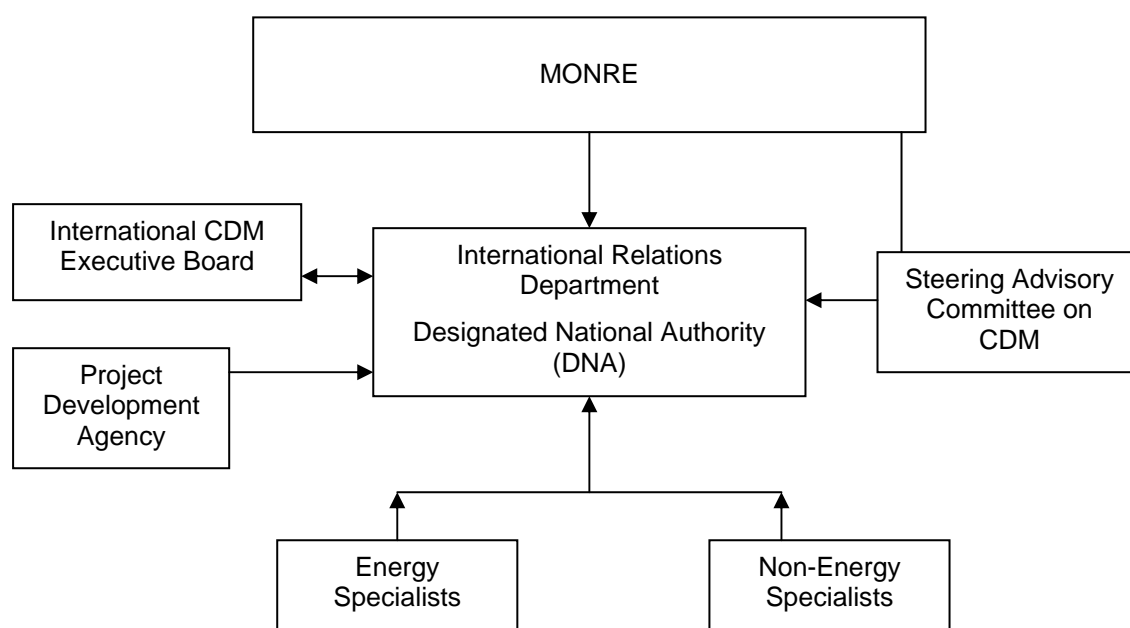 MONRE
International CDM
Executive Board
International Relations
Department
Designated National Authority
(DNA)
Steering Advisory
Committee on
CDM
Project
Development
Agency
Energy
Specialists
Non-Energy
Specialists